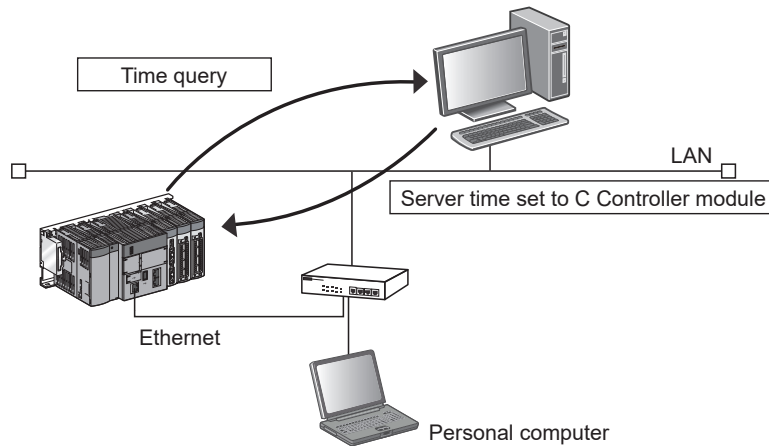 Time query
LAN
Server time set to C Controller module
Ethernet
Personal computer